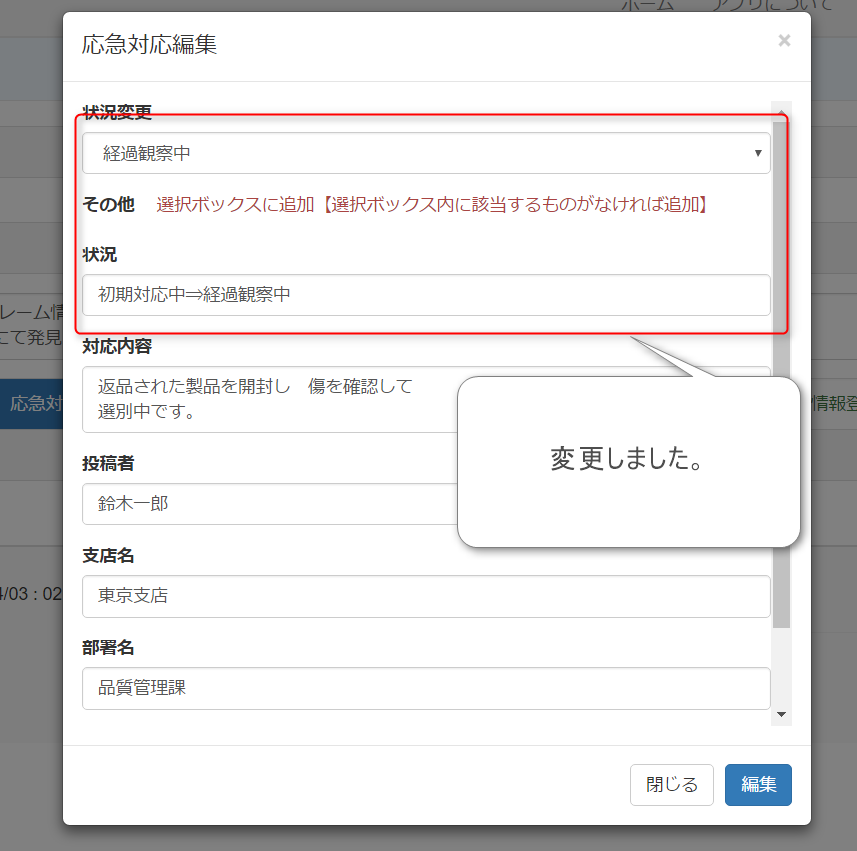 ホーム アプリについて
応急対応編集
×
状況変更
経過観察中
その他 選択ボックスに追加【選択ボックス内に該当するものがなければ追加】
状況
初期対応中⇒経過観察中
レーム情
にて発見
対応内容
返品された製品を開封し　傷を確認して
選別中です。
応急対
情報登
変更しました。
投稿者
鈴木一郎
支店名
東京支店
4/03 : 02
部署名
品質管理課
閉じる 編集